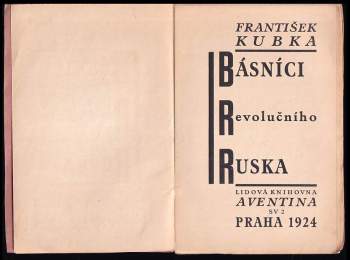 FRANTIŠEK
KUBKA
BÁSNÍCI
Revolučního
RUSKA
LIDOVÁ KNIHOVNA
AVENTINA
SV 2
PRAHA 1924